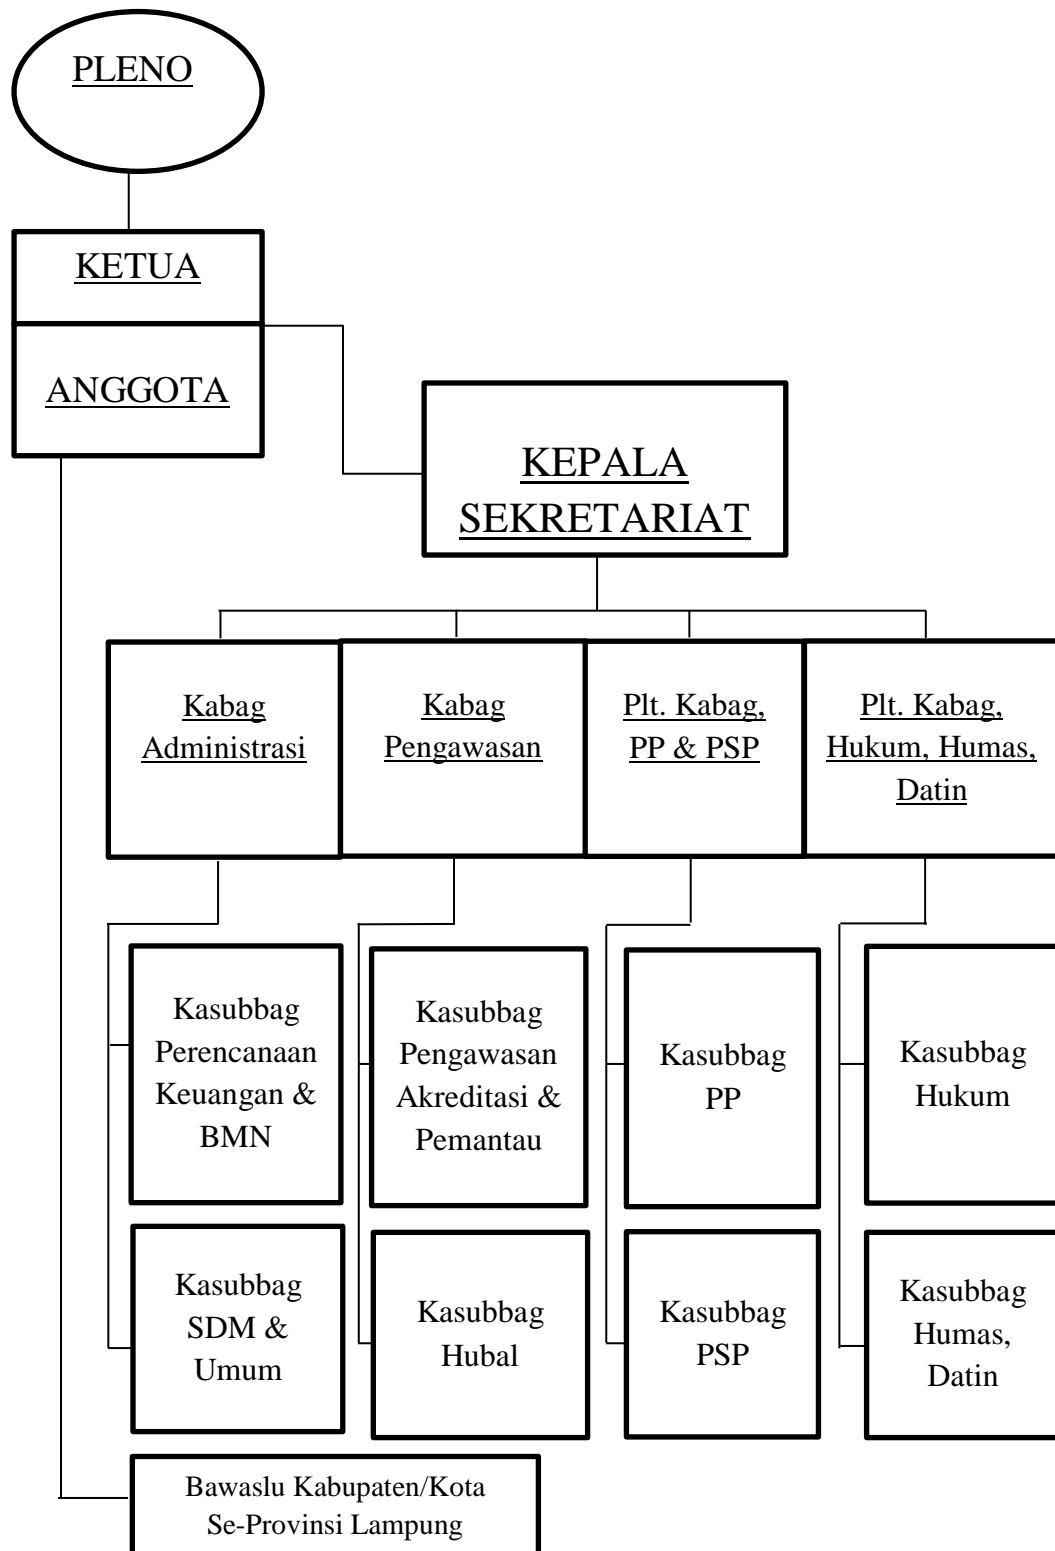 PLENO
KETUA
ANGGOTA
KEPALA
SEKRETARIAT
Kabag
Administrasi
Kabag
Pengawasan
Plt. Kabag,
PP & PSP
Plt. Kabag,
Hukum, Humas,
Datin
Kasubbag
Perencanaan
Keuangan &
BMN
Kasubbag
Pengawasan
Akreditasi &
Pemantau
Kasubbag
PP
Kasubbag
Hukum
Kasubbag
SDM &
Umum
Kasubbag
Hubal
Kasubbag
PSP
Kasubbag
Humas,
Datin
Bawaslu Kabupaten/Kota
Se-Provinsi Lampung